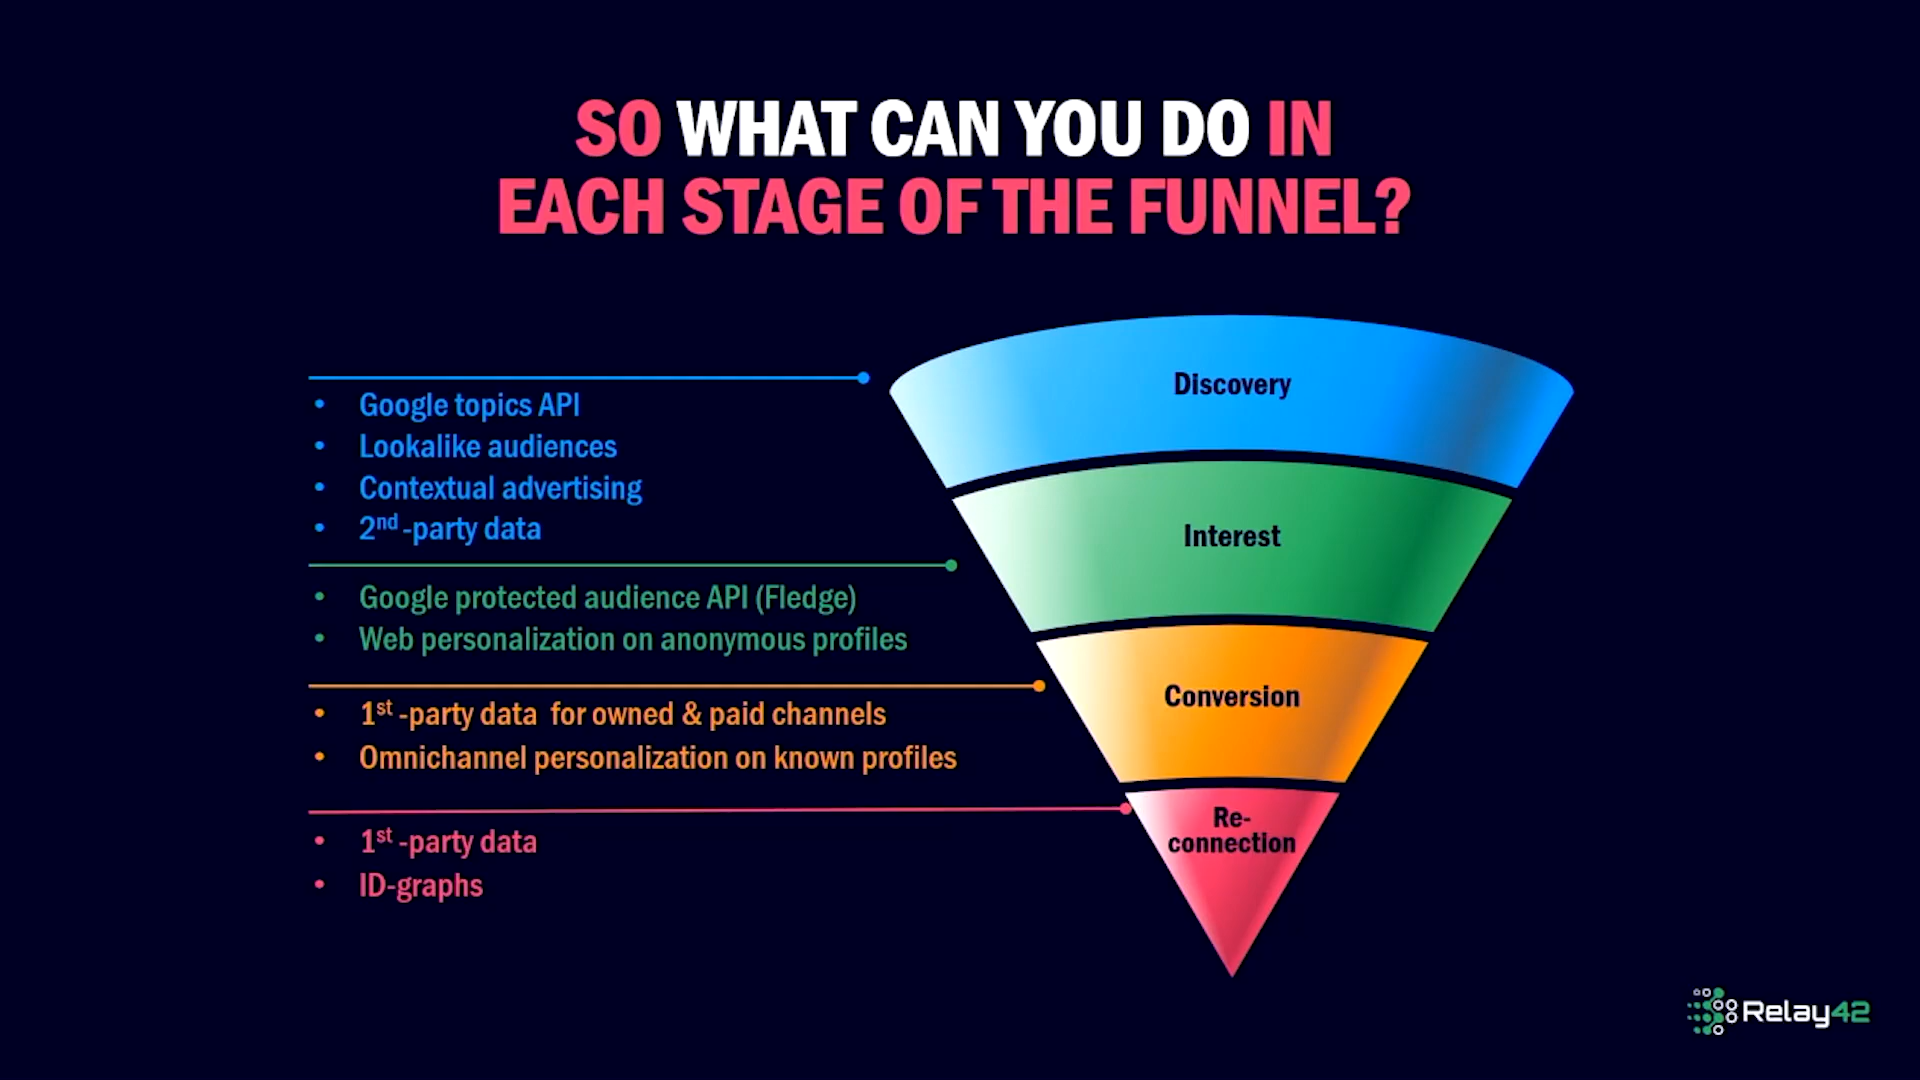 SO WHAT CAN YOU DO IN
EACH STAGE OF THE FUNNEL?
• Google topics API
• Lookalike audiences
• Contextual advertising
• 2nd -party data
Discovery
• Google protected audience API (Fledge)
• Web personalization on anonymous profiles
Interest
• 1st -party data for owned & paid channels
• Omnichannel personalization on known profiles
Conversion
• 1st -party data
• ID-graphs
Re-
connection
Relay42